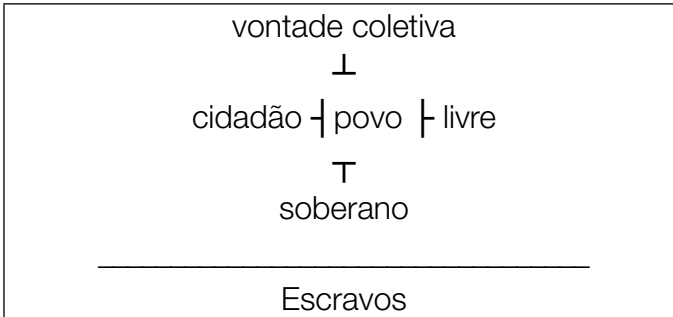 vontade coletiva
⊥
cidadão ┤povo ├ livre
┬
soberano
Escravos